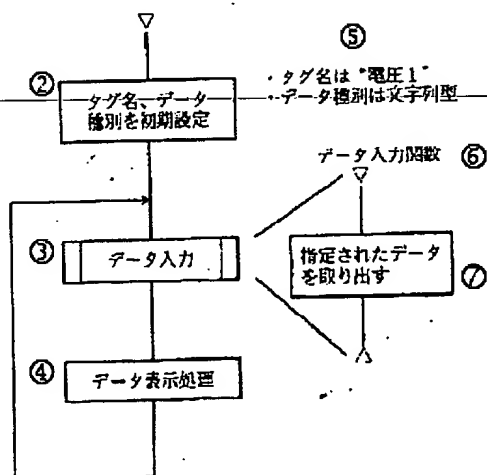 ⑤
・タグ名は"電圧1"
・データ種別は文字列型
②
タグ名、データ
種別を初期設定
データ入力関数 ⑥
③
データ入力
指定されたデータ
を取り出す
⑦
④
データ表示処理